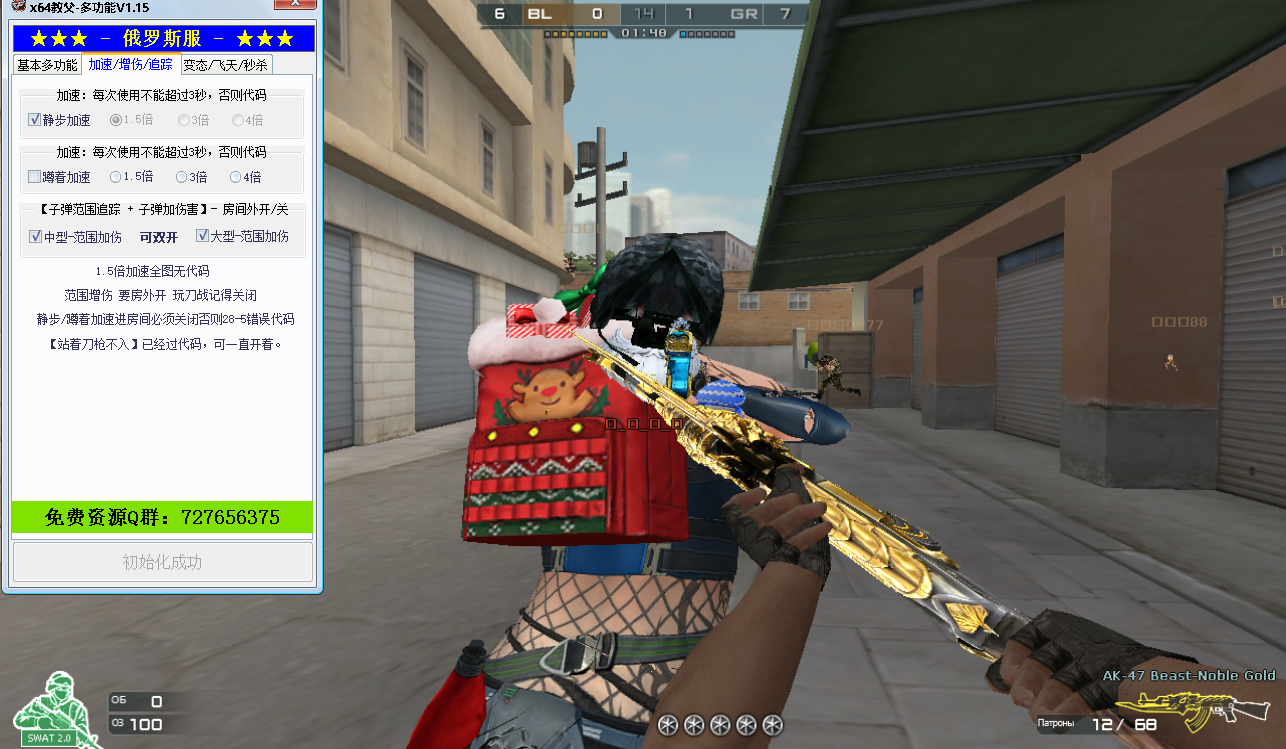 x64教父-多功能V1.15
★★★ - 俄罗斯服 - ★★★
基本多功能 加速/增伤/追踪 变态/飞天/秒杀
加速: 每次使用不能超过3秒, 否则代码
静步加速 1.5倍 3倍 4倍
加速: 每次使用不能超过3秒, 否则代码
蹲着加速 1.5倍 3倍 4倍
【子弹范围追踪 + 子弹加伤害】- 房间外开/关
中型-范围加伤 可双开 大型-范围加伤
1.5倍加速全图无代码
范围增伤 要房外开 玩刀战记得关闭
静步/蹲着加速进房间必须关闭否则28-5错误代码
【站着刀枪不入】已经过代码，可一直开着。
免费资源Q群: 727656375
初始化成功
6 BL 0 14 1 GR 7
01:48
□□□88
□_□_□_□
AK-47 Beast-Noble Gold
Патроны 12/ 68
ОБ 0
ОЗ 100
SWAT 2.0